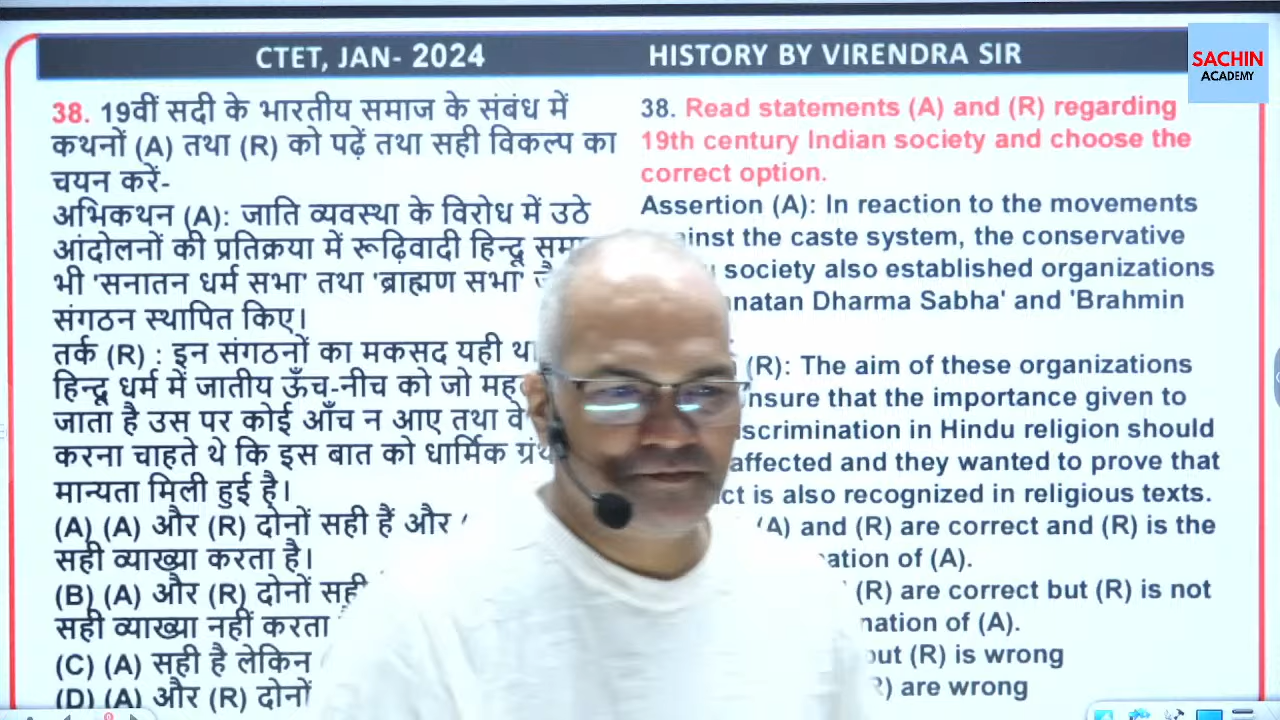 CTET, JAN- 2024
HISTORY BY VIRENDRA SIR
SACHIN
ACADEMY
38. 19वीं सदी के भारतीय समाज के संबंध में
कथनों (A) तथा (R) को पढ़ें तथा सही विकल्प का
चयन करें-
अभिकथन (A): जाति व्यवस्था के विरोध में उठे
आंदोलनों की प्रतिक्रया में रूढ़िवादी हिन्दू
भी 'सनातन धर्म सभा' तथा 'ब्राह्मण सभा'
संगठन स्थापित किए।
तर्क (R) : इन संगठनों का मकसद यही
हिन्दू धर्म में जातीय ऊँच-नीच को जो
जाता है उस पर कोई आँच न आए तथा वे
करना चाहते थे कि इस बात को धार्मिक
मान्यता मिली हुई है।
(A) (A) और (R) दोनों सही हैं और
सही व्याख्या करता है।
(B) (A) और (R) दोनों सही
सही व्याख्या नहीं करता
(C) (A) सही है लेकिन
(D) (A) और (R) दोनों
38. Read statements (A) and (R) regarding
19th century Indian society and choose the
correct option.
Assertion (A): In reaction to the movements
the caste system, the conservative
society also established organizations
Dharma Sabha' and 'Brahmin
(R): The aim of these organizations
that the importance given to
in Hindu religion should
affected and they wanted to prove that
is also recognized in religious texts.
(A) and (R) are correct and (R) is the
of (A).
(R) are correct but (R) is not
of (A).
but (R) is wrong
(R) are wrong